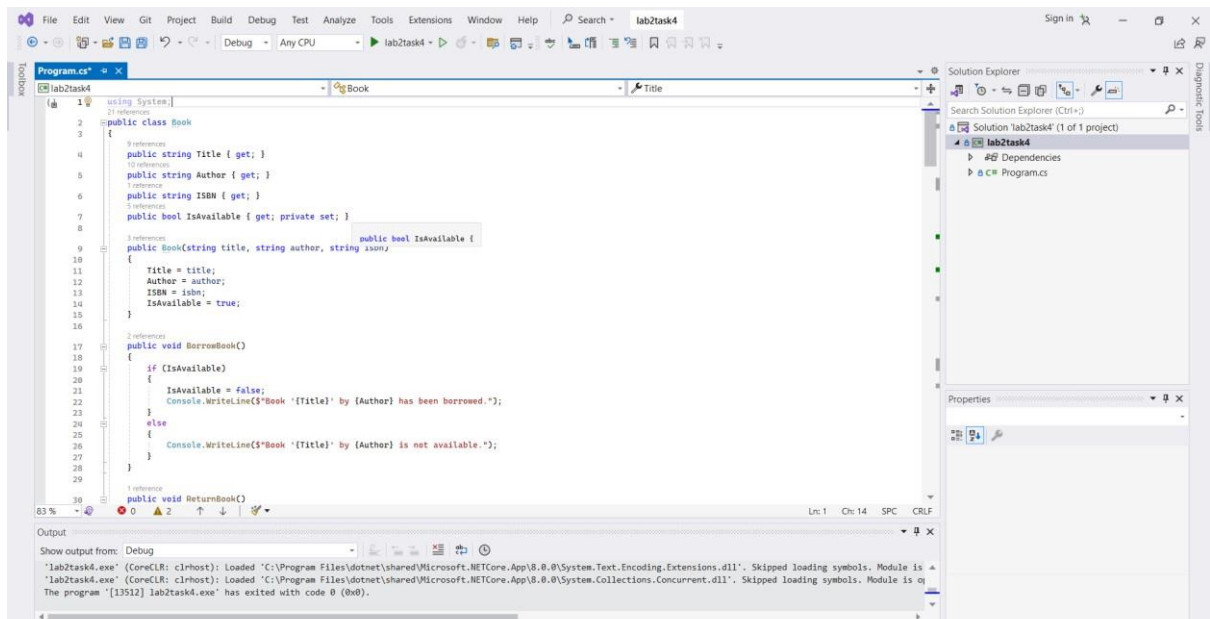 File Edit View Git Project Build Debug Test Analyze Tools Extensions Window Help Search lab2task4 Sign in
Debug Any CPU lab2task4
Toolbox
Program.cs*
lab2task4 Book Title
1 using System;
21 references
2 public class Book
3 {
9 references
4 public string Title { get; }
10 references
5 public string Author { get; }
1 reference
6 public string ISBN { get; }
5 references
7 public bool IsAvailable { get; private set; }
8
public bool IsAvailable {
3 references
9 public Book(string title, string author, string isbn)
10 {
11 Title = title;
12 Author = author;
13 ISBN = isbn;
14 IsAvailable = true;
15 }
16
2 references
17 public void BorrowBook()
18 {
19 if (IsAvailable)
20 {
21 IsAvailable = false;
22 Console.WriteLine($"Book '{Title}' by {Author} has been borrowed.");
23 }
24 else
25 {
26 Console.WriteLine($"Book '{Title}' by {Author} is not available.");
27 }
28 }
29
1 reference
30 public void ReturnBook()
83 % 0 2 Ln: 1 Ch: 14 SPC CRLF
Output
Show output from: Debug
'lab2task4.exe' (CoreCLR: clrhost): Loaded 'C:\Program Files\dotnet\shared\Microsoft.NETCore.App\8.0.0\System.Text.Encoding.Extensions.dll'. Skipped loading symbols. Module is
'lab2task4.exe' (CoreCLR: clrhost): Loaded 'C:\Program Files\dotnet\shared\Microsoft.NETCore.App\8.0.0\System.Collections.Concurrent.dll'. Skipped loading symbols. Module is
The program '[13512] lab2task4.exe' has exited with code 0 (0x0).
Solution Explorer
Search Solution Explorer (Ctrl+;)
Solution 'lab2task4' (1 of 1 project)
lab2task4
Dependencies
C# Program.cs
Properties
Diagnostic Tools